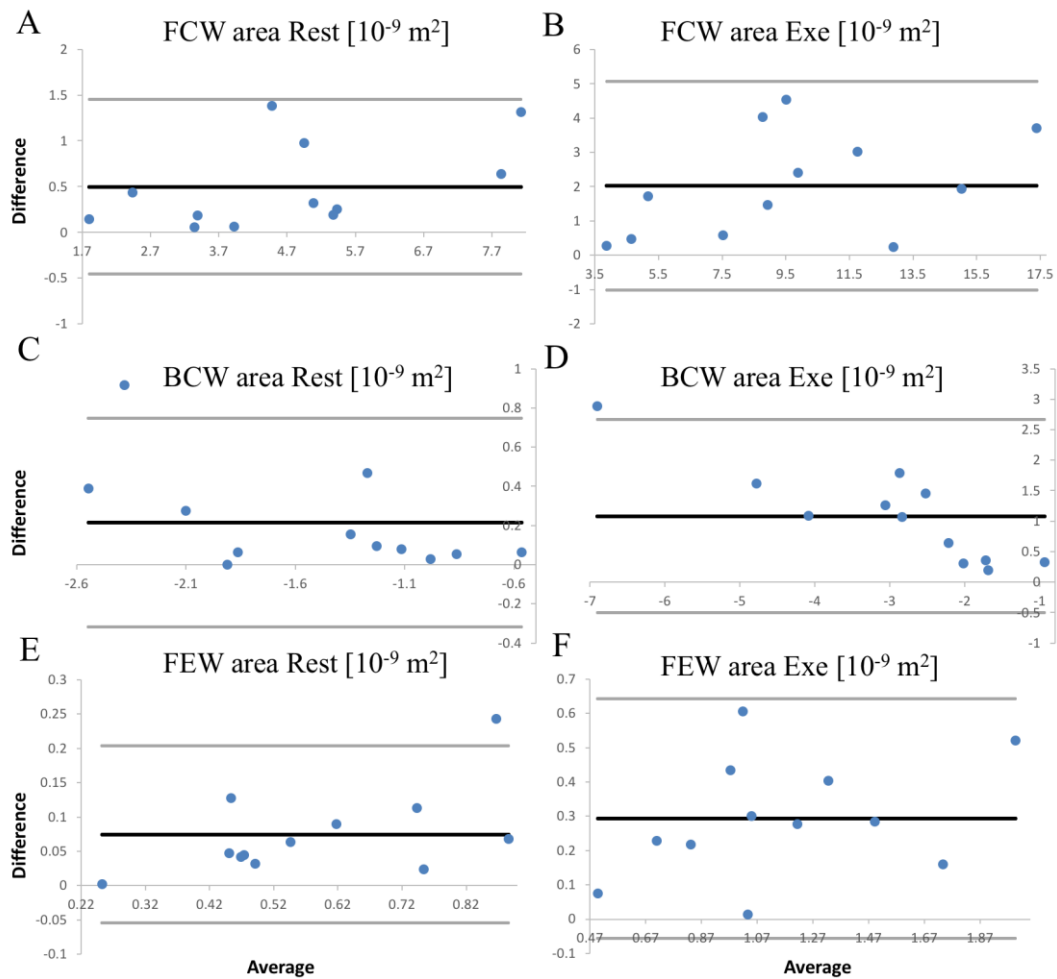 A
FCW area Rest [10⁻⁹ m²]
2
1.5
1
0.5
0
-0.5
-1
1.7 2.7 3.7 4.7 5.7 6.7 7.7
Difference
B
FCW area Exe [10⁻⁹ m²]
6
5
4
3
2
1
0
-1
-2
3.5 5.5 7.5 9.5 11.5 13.5 15.5 17.5
C
BCW area Rest [10⁻⁹ m²]
1
0.8
0.6
0.4
0.2
0
-0.2
-0.4
-2.6 -2.1 -1.6 -1.1 -0.6
Difference
D
BCW area Exe [10⁻⁹ m²]
3.5
3
2.5
2
1.5
1
0.5
0
-0.5
-1
-7 -6 -5 -4 -3 -2 -1
E
FEW area Rest [10⁻⁹ m²]
0.3
0.25
0.2
0.15
0.1
0.05
0
-0.05
-0.1
0.22 0.32 0.42 0.52 0.62 0.72 0.82
Difference
Average
F
FEW area Exe [10⁻⁹ m²]
0.7
0.6
0.5
0.4
0.3
0.2
0.1
0
-0.1
0.47 0.67 0.87 1.07 1.27 1.47 1.67 1.87
Average